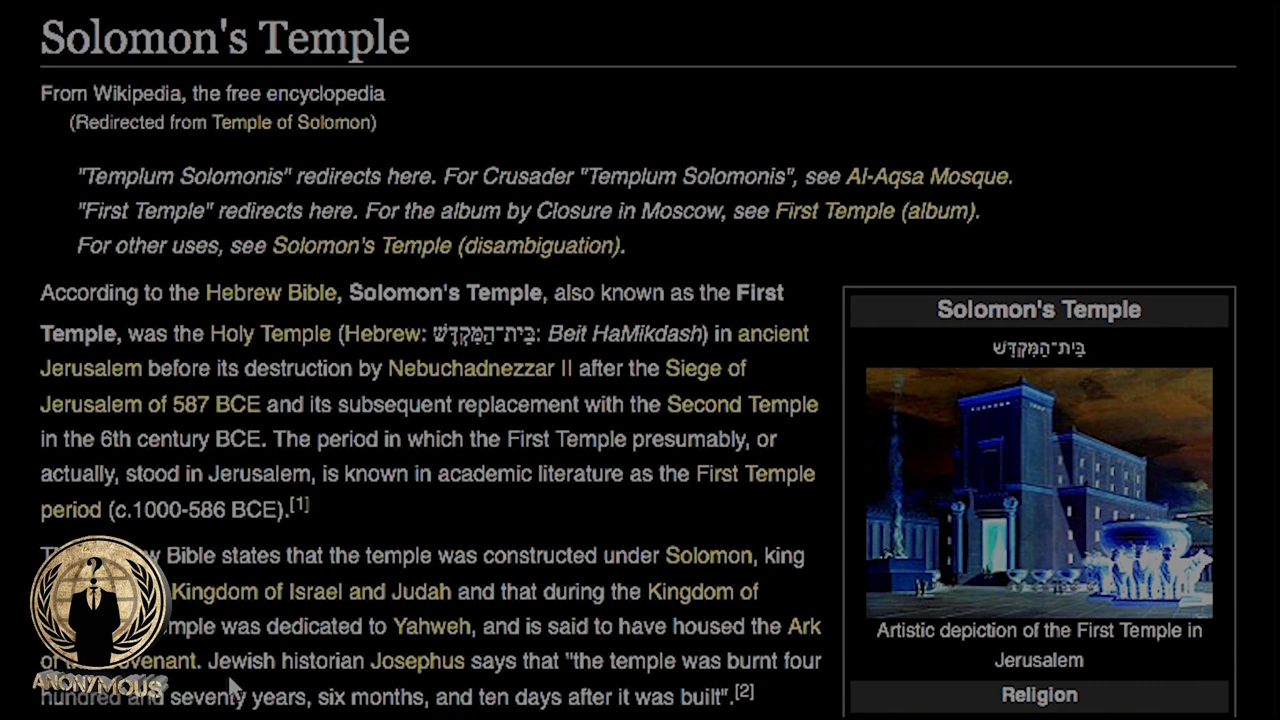 Solomon's Temple
From Wikipedia, the free encyclopedia
(Redirected from Temple of Solomon)
"Templum Solomonis" redirects here. For Crusader "Templum Solomonis", see Al-Aqsa Mosque.
"First Temple" redirects here. For the album by Closure in Moscow, see First Temple (album).
For other uses, see Solomon's Temple (disambiguation).
According to the Hebrew Bible, Solomon's Temple, also known as the First
Temple, was the Holy Temple (Hebrew: בֵּית־הַמִּקְדָּשׁ: Beit HaMikdash) in ancient
Jerusalem before its destruction by Nebuchadnezzar II after the Siege of
Jerusalem of 587 BCE and its subsequent replacement with the Second Temple
in the 6th century BCE. The period in which the First Temple presumably, or
actually, stood in Jerusalem, is known in academic literature as the First Temple
period (c.1000-586 BCE).[1]
Bible states that the temple was constructed under Solomon, king
Kingdom of Israel and Judah and that during the Kingdom of
was dedicated to Yahweh, and is said to have housed the Ark
of Jewish historian Josephus says that "the temple was burnt four
hundred and seventy years, six months, and ten days after it was built".[2]
Solomon's Temple
בֵּית־הַמִּקְדָּשׁ
Artistic depiction of the First Temple in
Jerusalem
Religion
?
ANONYMOUS